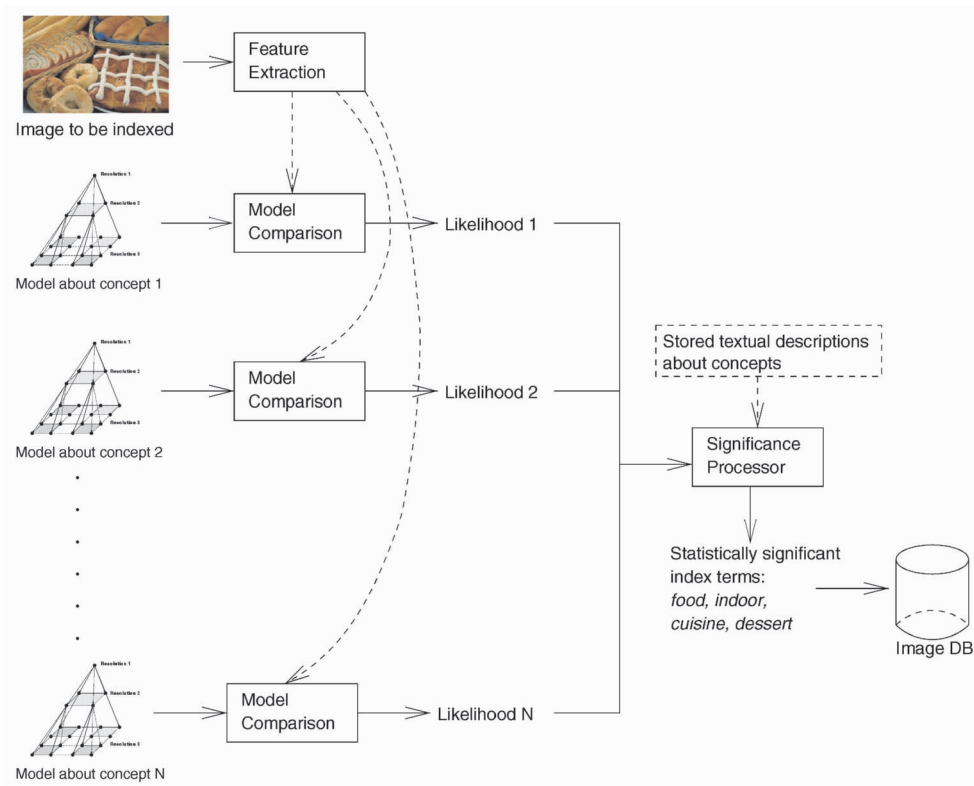 Feature
Extraction
Image to be indexed
Resolution 1
Resolution 2
Resolution 3
Model about concept 1
Model
Comparison
Likelihood 1
Resolution 1
Resolution 2
Resolution 3
Model about concept 2
Model
Comparison
Likelihood 2
Stored textual descriptions
about concepts
Significance
Processor
Statistically significant
index terms:
food, indoor,
cuisine, dessert
Image DB
Resolution 1
Resolution 2
Resolution 3
Model about concept N
Model
Comparison
Likelihood N